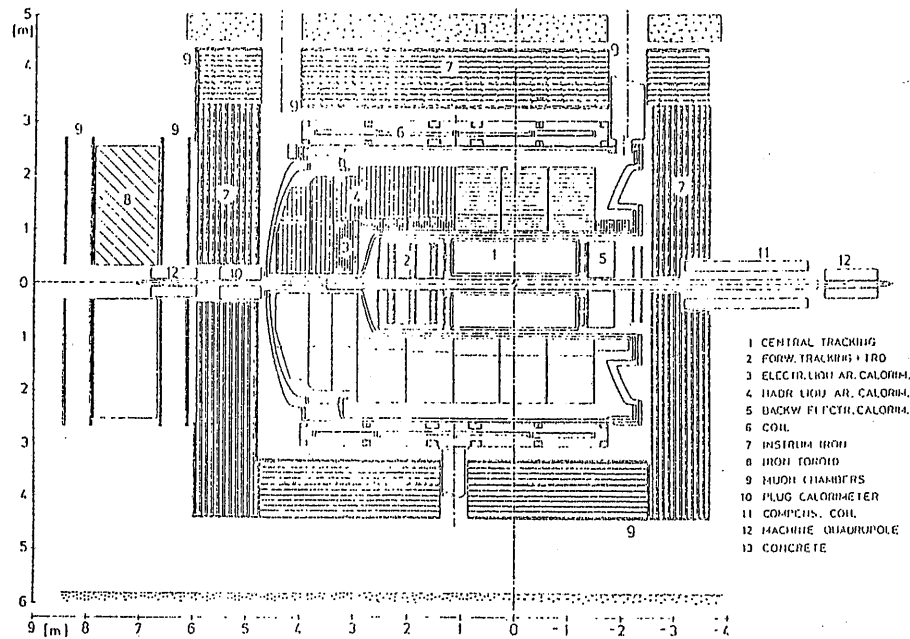 5
[m]
4
3
2
1
0
1
2
3
4
5
6
13
9
7
9
9
9
6
9
9
8
7
4
7
3
2
1
5
12
10
11
12
9
1 CENTRAL TRACKING
2 FORW. TRACKING + TRD
3 ELECTR. LIQU. AR. CALORIM.
4 HADR. LIQU. AR. CALORIM.
5 BACKW. ELECTR. CALORIM.
6 COIL
7 INSTRUM. IRON
8 IRON TOROID
9 MUON CHAMBERS
10 PLUG CALORIMETER
11 COMPENS. COIL
12 MACHINE QUADRUPOLE
13 CONCRETE
9 [m] 8 7 6 5 4 3 2 1 0 -1 -2 -3 -4